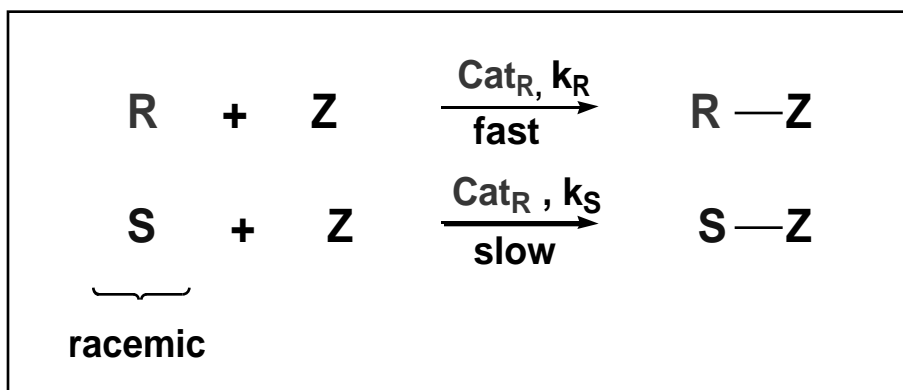 R + Z Cat_R, k_R fast R — Z
S + Z Cat_R , k_S slow S — Z
racemic